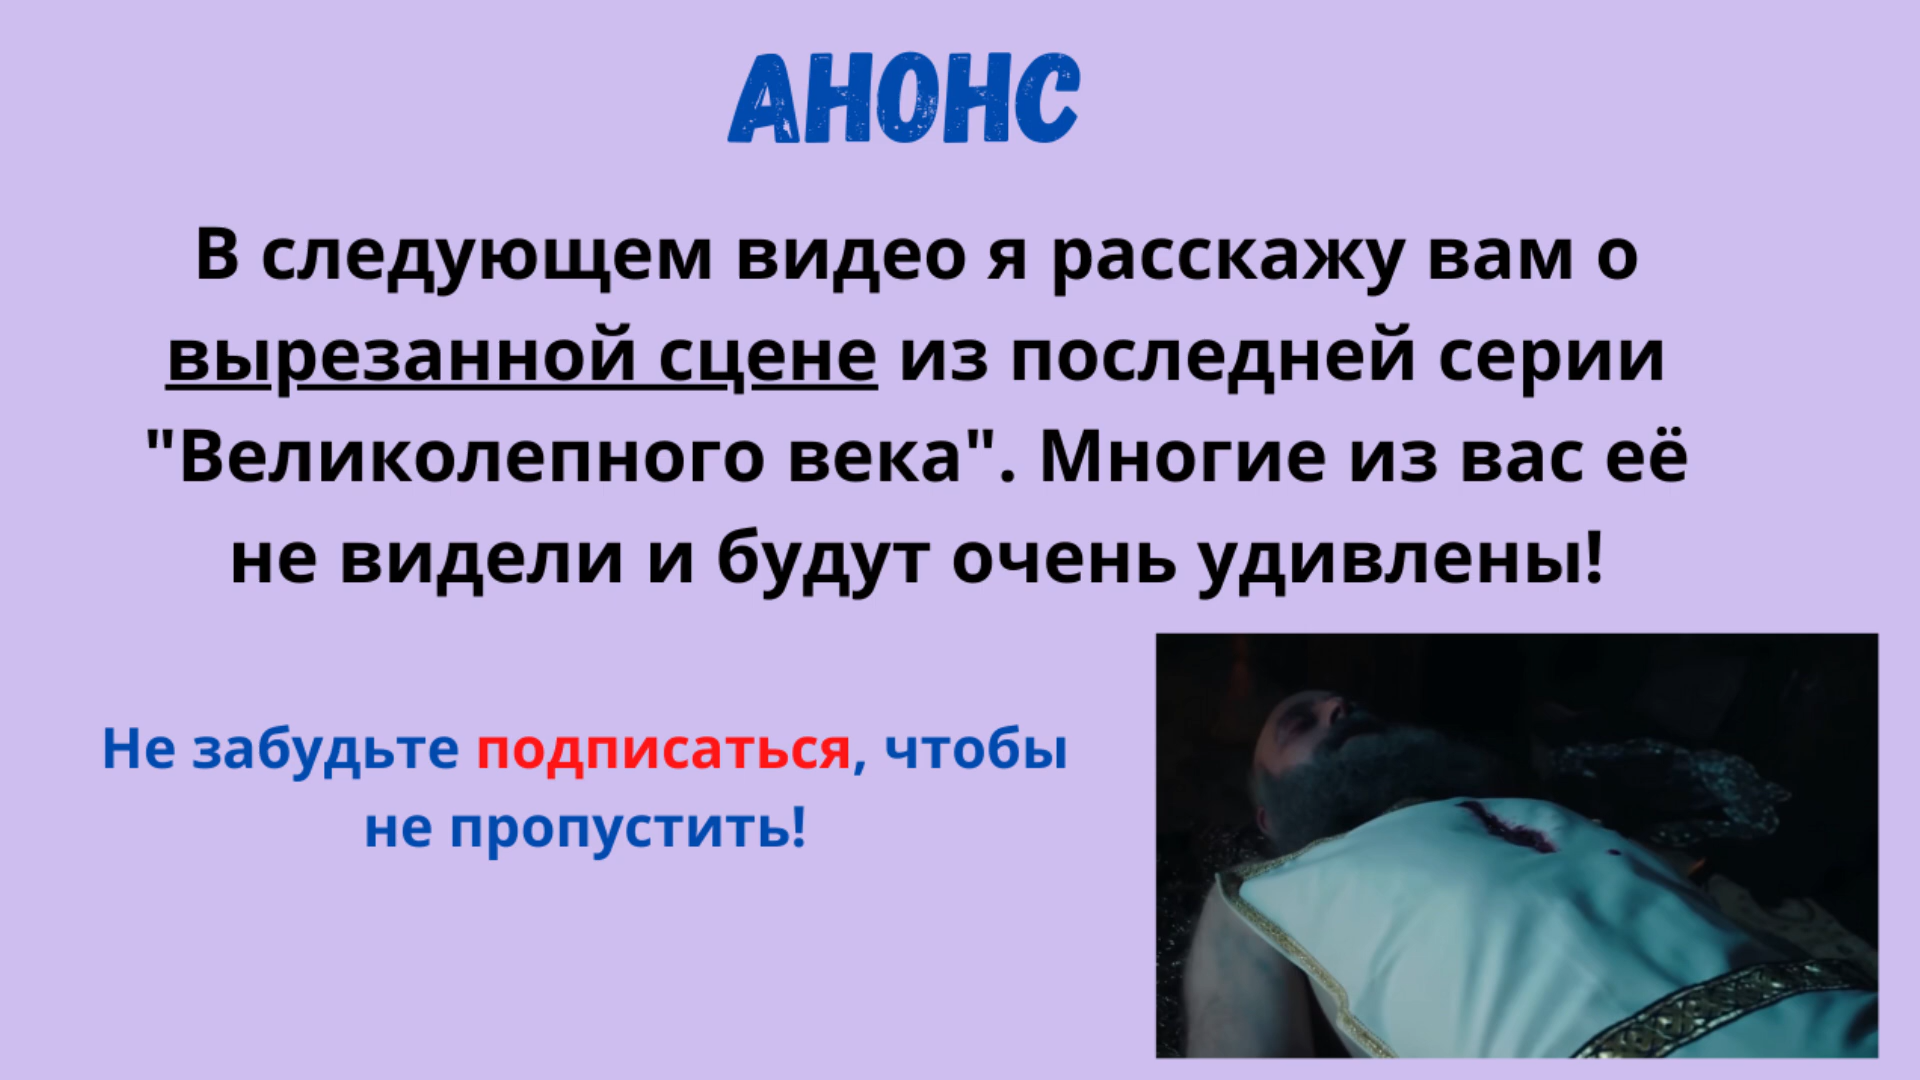 АНОНС
В следующем видео я расскажу вам о
вырезанной сцене из последней серии
"Великолепного века". Многие из вас её
не видели и будут очень удивлены!
Не забудьте подписаться, чтобы
не пропустить!